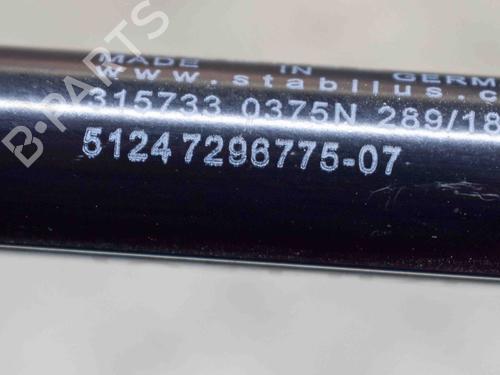 MADE IN GERM
www.stabilus.c
315733 0375N 289/18
51247296775-07
B-PARTS